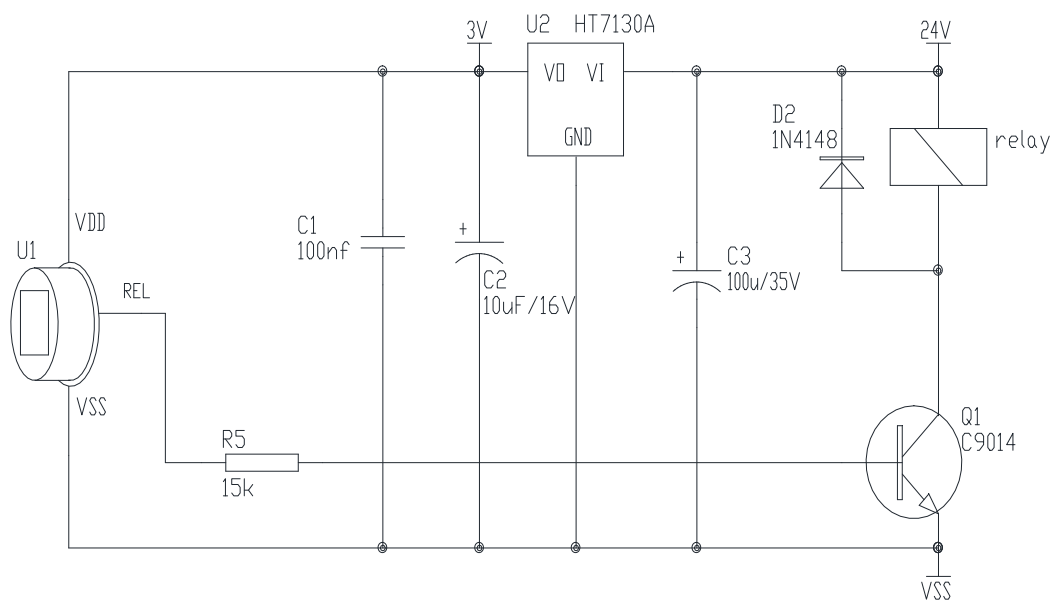 3V
U2 HT7130A
24V
VO VI
GND
D2
1N4148
relay
VDD
U1
C1
100nf
+
C2
10uF/16V
+
C3
100u/35V
REL
VSS
R5
15k
Q1
C9014
VSS